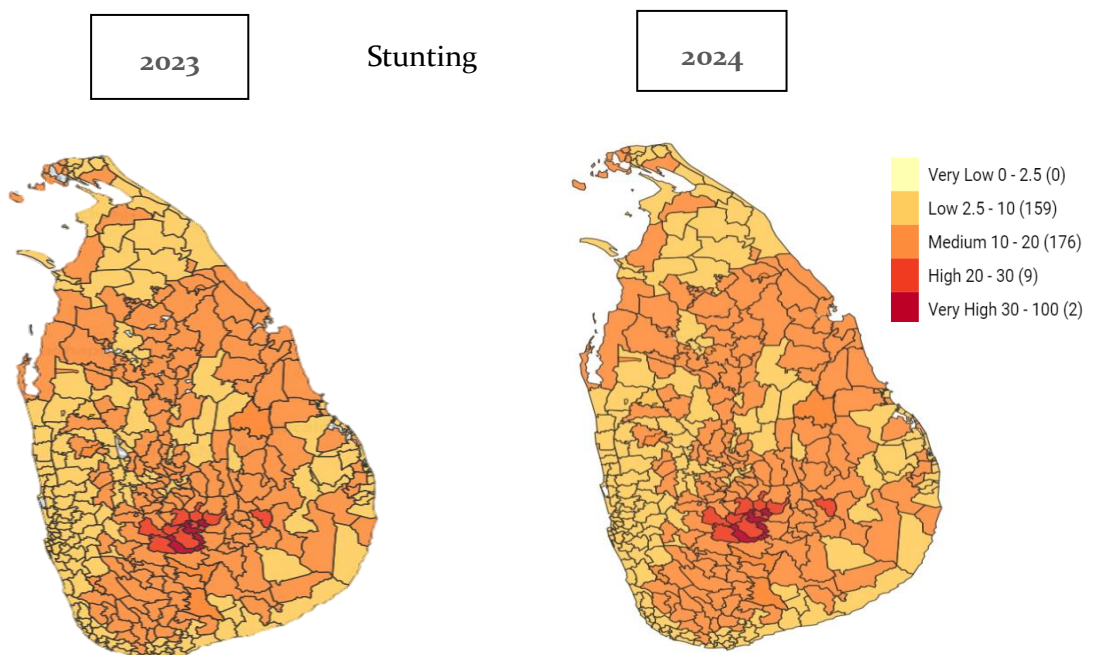 2023
Stunting
2024
Very Low 0 - 2.5 (0)
Low 2.5 - 10 (159)
Medium 10 - 20 (176)
High 20 - 30 (9)
Very High 30 - 100 (2)